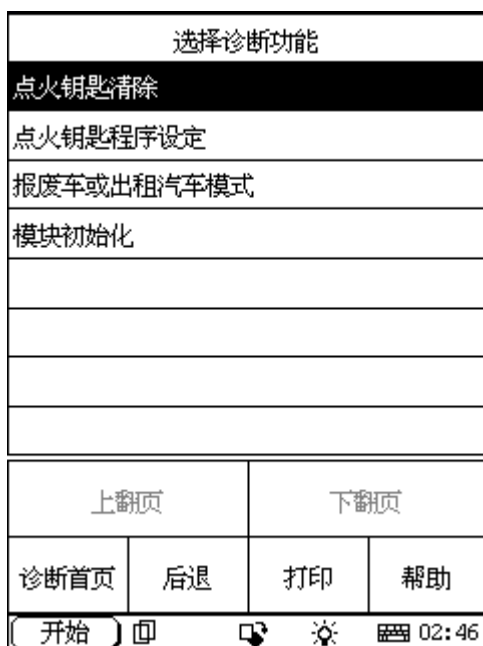 选择诊断功能
点火钥匙清除
点火钥匙程序设定
报废车或出租汽车模式
模块初始化
上翻页 下翻页
诊断首页 后退 打印 帮助
开始 02:46